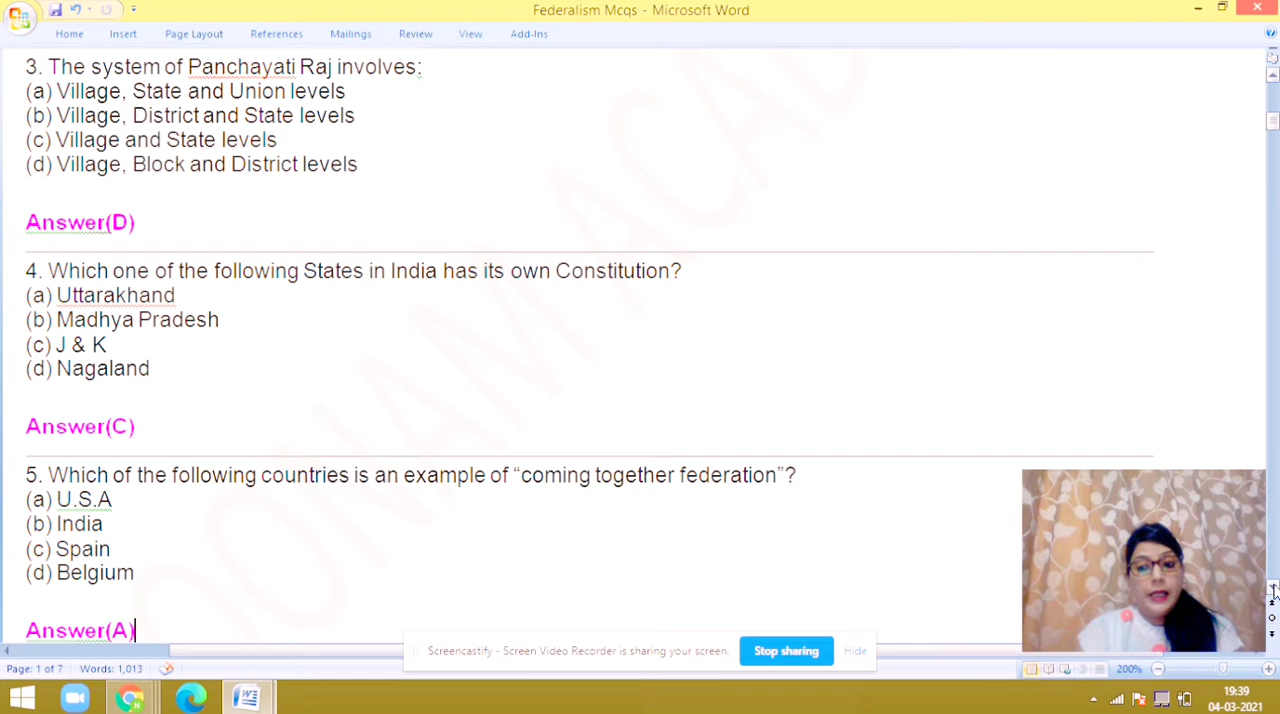 Federalism Mcqs - Microsoft Word
Home Insert Page Layout References Mailings Review View Add-Ins
3. The system of Panchayati Raj involves:
(a) Village, State and Union levels
(b) Village, District and State levels
(c) Village and State levels
(d) Village, Block and District levels
Answer(D)
4. Which one of the following States in India has its own Constitution?
(a) Uttarakhand
(b) Madhya Pradesh
(c) J & K
(d) Nagaland
Answer(C)
5. Which of the following countries is an example of “coming together federation”?
(a) U.S.A
(b) India
(c) Spain
(d) Belgium
Answer(A)
OONAM ACAD
Screencastify - Screen Video Recorder is sharing your screen. Stop sharing Hide
Page: 1 of 7 Words: 1,013 200%
19:39
04-03-2021